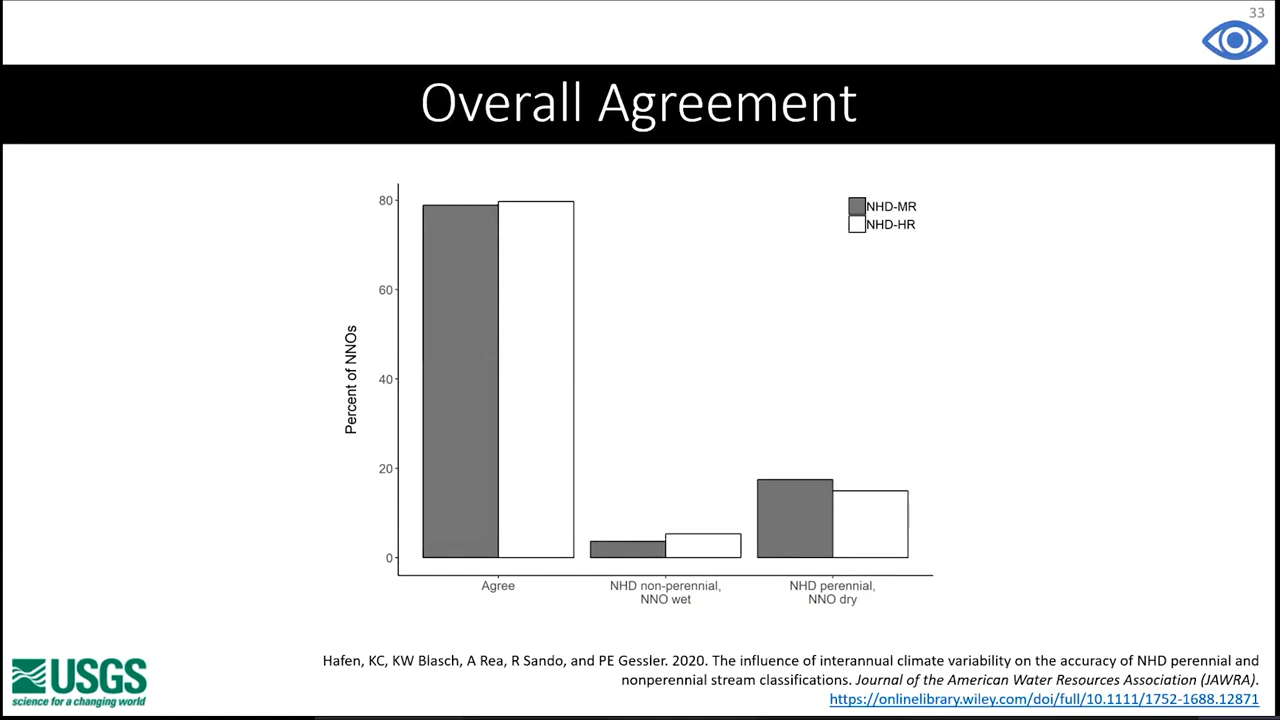 33
Overall Agreement
80
60
40
20
0
Percent of NNOs
NHD-MR
NHD-HR
Agree
NHD non-perennial,
NNO wet
NHD perennial,
NNO dry
Hafen, KC, KW Blasch, A Rea, R Sando, and PE Gessler. 2020. The influence of interannual climate variability on the accuracy of NHD perennial and
nonperennial stream classifications. Journal of the American Water Resources Association (JAWRA).
https://onlinelibrary.wiley.com/doi/full/10.1111/1752-1688.12871
USGS
science for a changing world